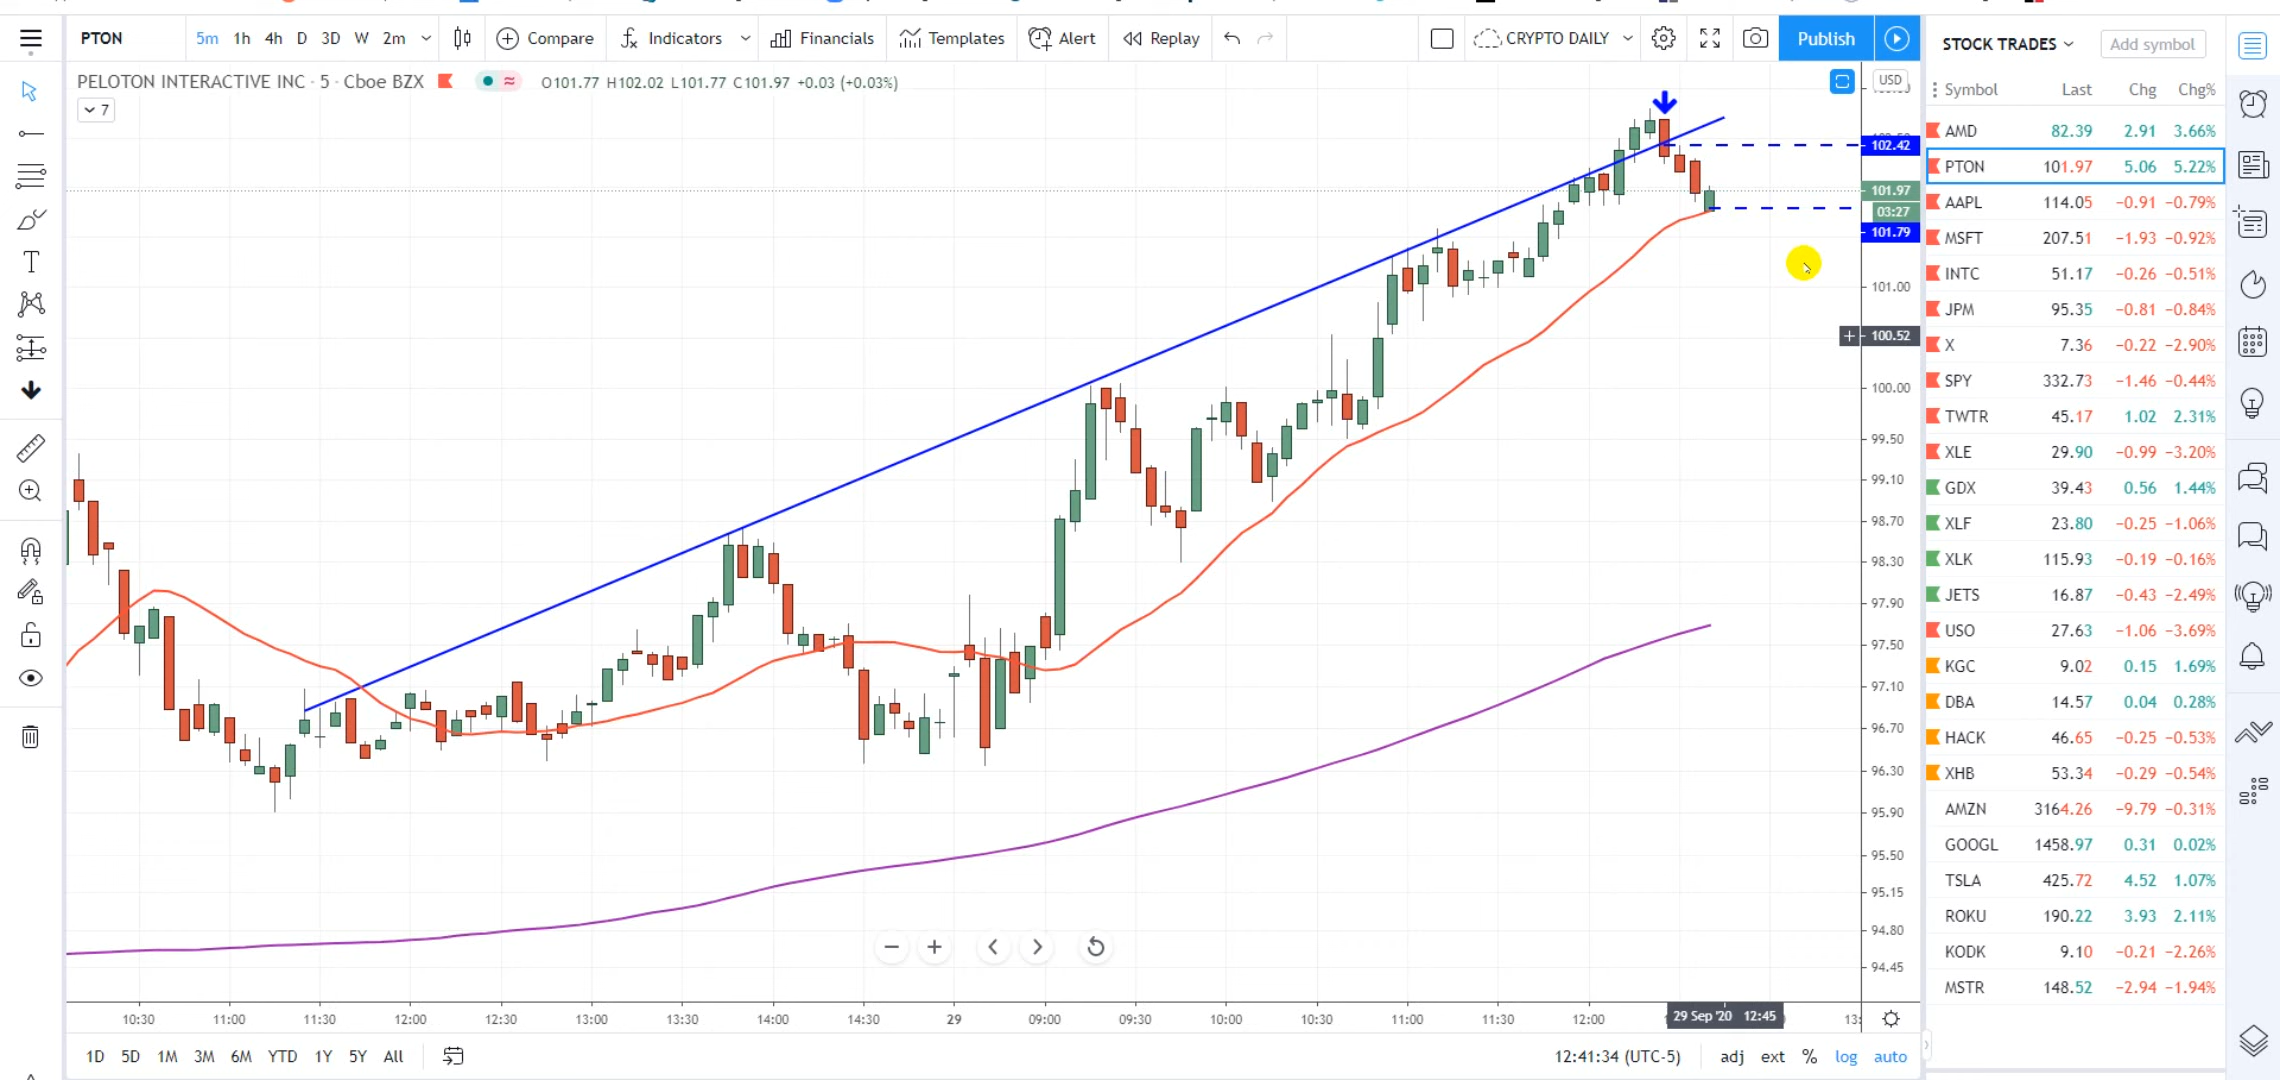 PTON 5m 1h 4h D 3D W 2m Compare Indicators Financials Templates Alert Replay CRYPTO DAILY Publish
PELOTON INTERACTIVE INC · 5 · Cboe BZX O101.77 H102.02 L101.77 C101.97 +0.03 (+0.03%)
7
USD
102.42
101.97
03:27
101.79
101.00
100.52
100.00
99.50
99.10
98.70
98.30
97.90
97.50
97.10
96.70
96.30
95.90
95.50
95.15
94.80
94.45
10:30 11:00 11:30 12:00 12:30 13:00 13:30 14:00 14:30 29 09:00 09:30 10:00 10:30 11:00 11:30 12:00 29 Sep '20 12:45 13:
1D 5D 1M 3M 6M YTD 1Y 5Y All 12:41:34 (UTC-5) adj ext % log auto
STOCK TRADES Add symbol
Symbol Last Chg Chg%
AMD 82.39 2.91 3.66%
PTON 101.97 5.06 5.22%
AAPL 114.05 −0.91 −0.79%
MSFT 207.51 −1.93 −0.92%
INTC 51.17 −0.26 −0.51%
JPM 95.35 −0.81 −0.84%
X 7.36 −0.22 −2.90%
SPY 332.73 −1.46 −0.44%
TWTR 45.17 1.02 2.31%
XLE 29.90 −0.99 −3.20%
GDX 39.43 0.56 1.44%
XLF 23.80 −0.25 −1.06%
XLK 115.93 −0.19 −0.16%
JETS 16.87 −0.43 −2.49%
USO 27.63 −1.06 −3.69%
KGC 9.02 0.15 1.69%
DBA 14.57 0.04 0.28%
HACK 46.65 −0.25 −0.53%
XHB 53.34 −0.29 −0.54%
AMZN 3164.26 −9.79 −0.31%
GOOGL 1458.97 0.31 0.02%
TSLA 425.72 4.52 1.07%
ROKU 190.22 3.93 2.11%
KODK 9.10 −0.21 −2.26%
MSTR 148.52 −2.94 −1.94%